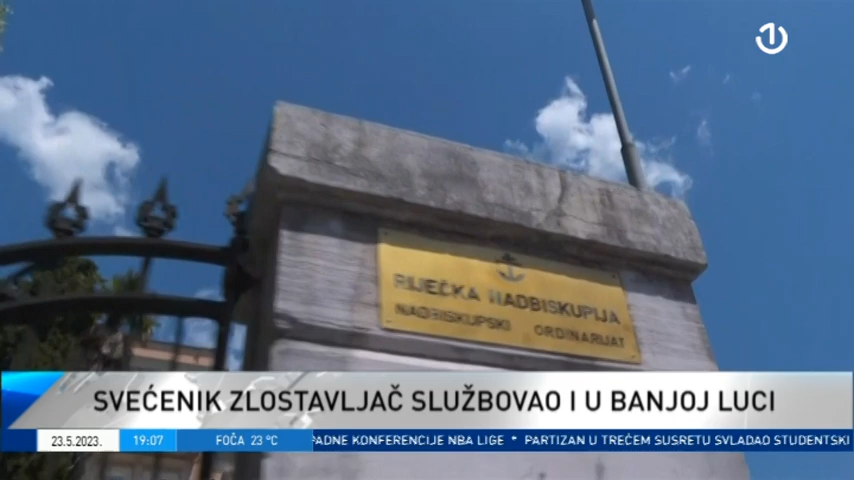 RIJEČKA NADBISKUPIJA
NADBISKUPSKI ORDINARIJAT
SVEĆENIK ZLOSTAVLJAČ SLUŽBOVAO I U BANJOJ LUCI
23.5.2023. 19:07 FOČA 23 °C PADNE KONFERENCIJE NBA LIGE * PARTIZAN U TREĆEM SUSRETU SVLADAO STUDENTSKI